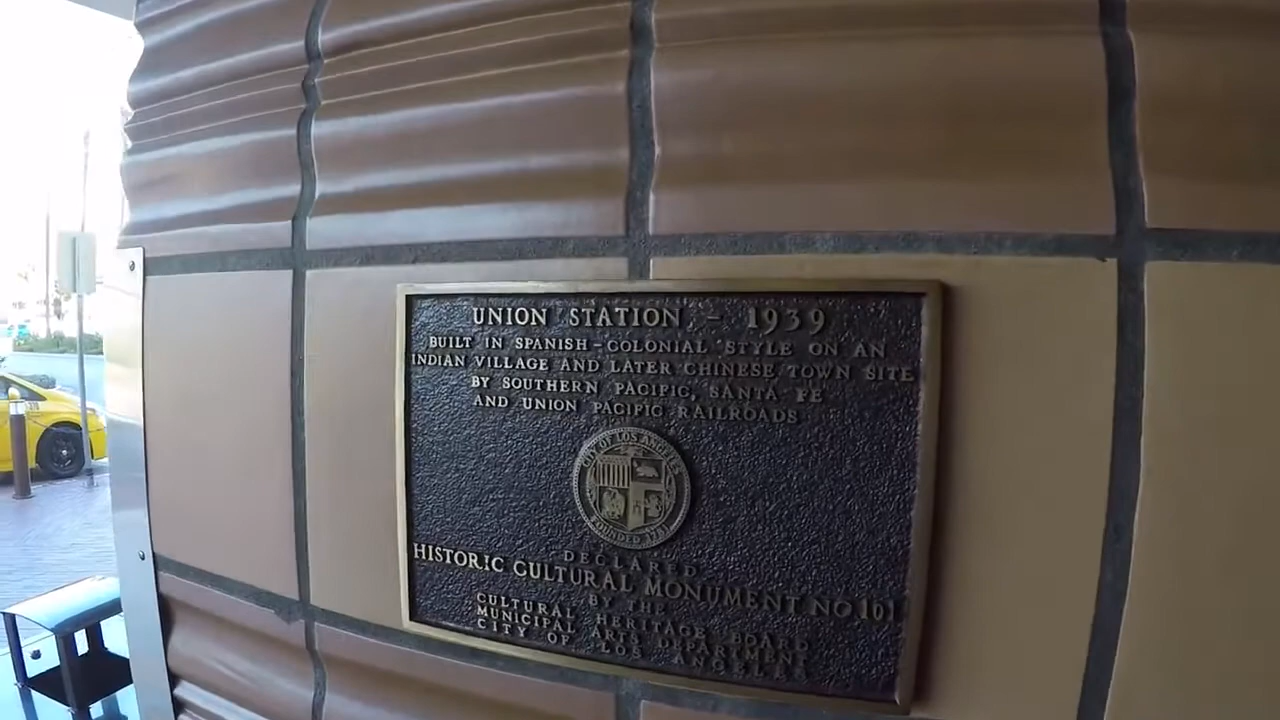 UNION STATION - 1939
BUILT IN SPANISH-COLONIAL STYLE ON AN
INDIAN VILLAGE AND LATER CHINESE TOWN SITE
BY SOUTHERN PACIFIC, SANTA FE
AND UNION PACIFIC RAILROADS
CITY OF LOS ANGELES
FOUNDED 1781
DECLARED
HISTORIC CULTURAL MONUMENT NO. 101
BY THE
CULTURAL HERITAGE BOARD
MUNICIPAL ARTS DEPARTMENT
CITY OF LOS ANGELES